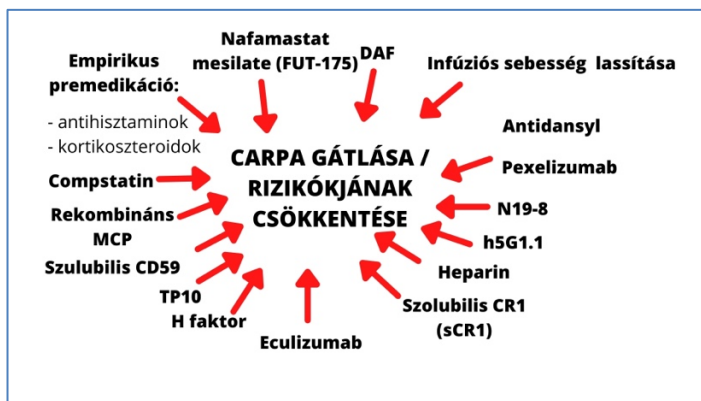 Empirikus
premedikáció:
- antihisztaminok
- kortikoszteroidok
Nafamastat
mesilate (FUT-175)
DAF
Infúziós sebesség lassítása
CARPA GÁTLÁSA /
RIZIKÓKJÁNAK
CSÖKKENTÉSE
Antidansyl
Pexelizumab
N19-8
h5G1.1
Heparin
Szolubilis CR1
(sCR1)
Eculizumab
H faktor
TP10
Szulubilis CD59
Rekombináns
MCP
Compstatin